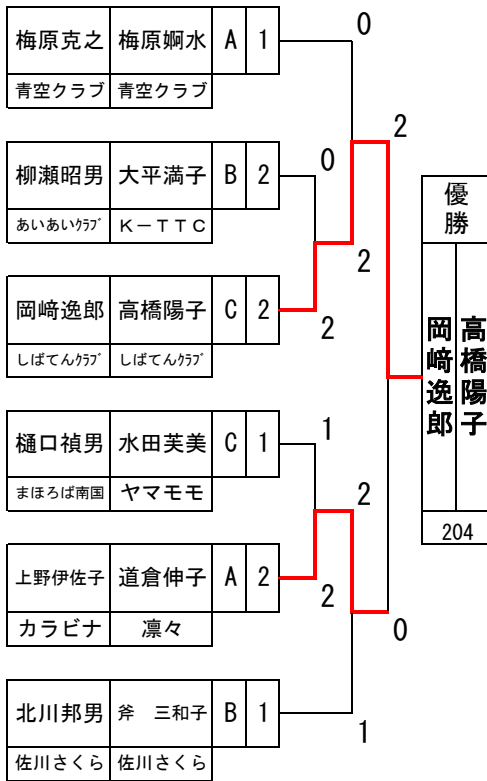 梅原克之 梅原婀水 A 1
青空クラブ 青空クラブ
0
2
柳瀬昭男 大平満子 B 2
あいあいクラブ K－TTC
0
2
岡﨑逸郎 高橋陽子 C 2
しばてんクラブ しばてんクラブ
2
優勝
岡﨑逸郎
高橋陽子
204
樋口禎男 水田芙美 C 1
まほろば南国 ヤマモモ
1
2
上野伊佐子 道倉伸子 A 2
カラビナ 凛々
2
0
北川邦男 斧　三和子 B 1
佐川さくら 佐川さくら
1